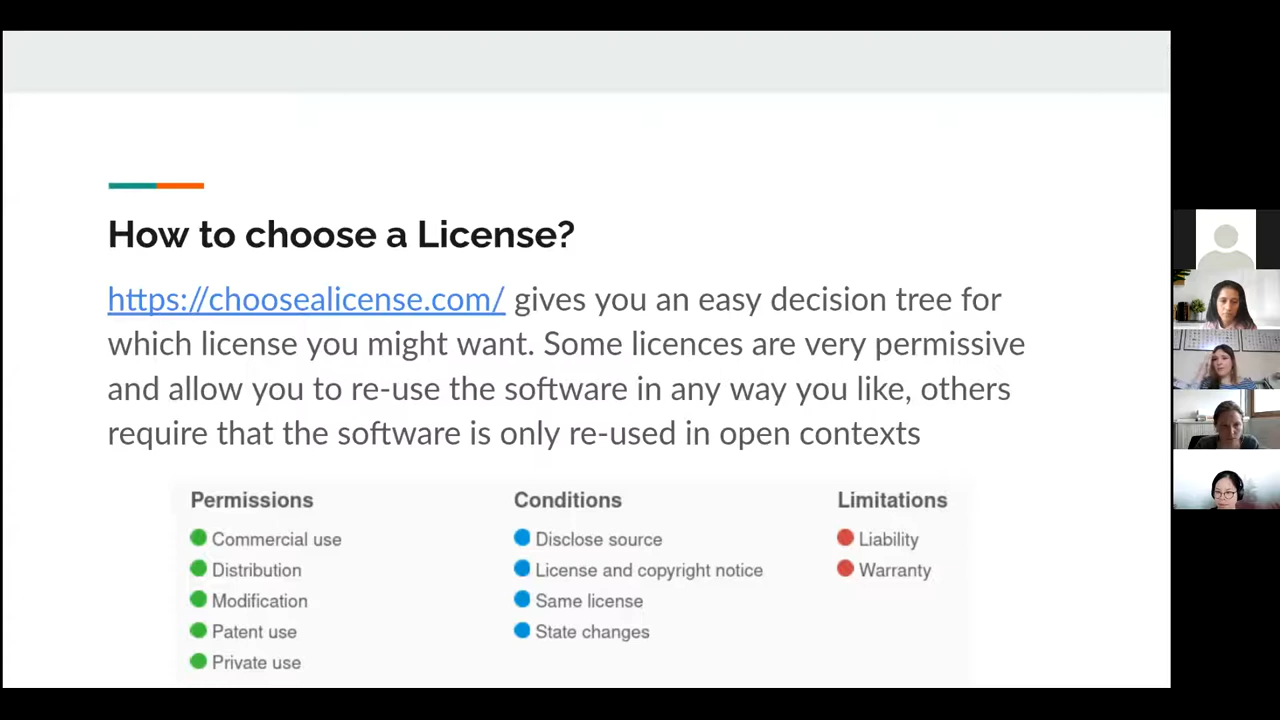 How to choose a License?
https://choosealicense.com/ gives you an easy decision tree for
which license you might want. Some licences are very permissive
and allow you to re-use the software in any way you like, others
require that the software is only re-used in open contexts
Permissions
Commercial use
Distribution
Modification
Patent use
Private use
Conditions
Disclose source
License and copyright notice
Same license
State changes
Limitations
Liability
Warranty